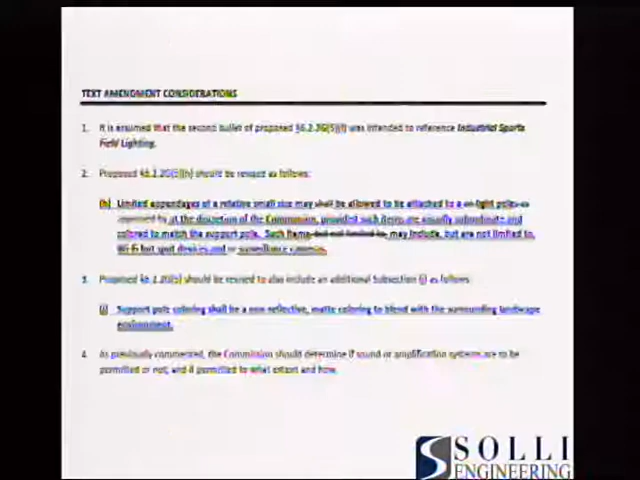 TEXT AMENDMENT CONSIDERATIONS
1. It is assumed that the second bullet of proposed was intended to reference Industrial Sports
Field Lighting.
2. Proposed should be revised as follows:
(h) Limited appendages of a relative small size may shall be allowed to be attached to a light poles
at the discretion of the Commission, provided such items are visually subordinate and
colored to match the support pole. Such items but not limited to, may include, but are not limited to,
Wi-Fi hot spot devices and or surveillance cameras.
3. Proposed should be revised to also include an additional Subsection as follows:
Support pole coloring shall be a non reflective, matte coloring to blend with the surrounding landscape
environment.
4. As previously commented, the Commission should determine if sound or amplification systems are to be
permitted or not, and if permitted to what extent and how.
SOLLI
ENGINEERING